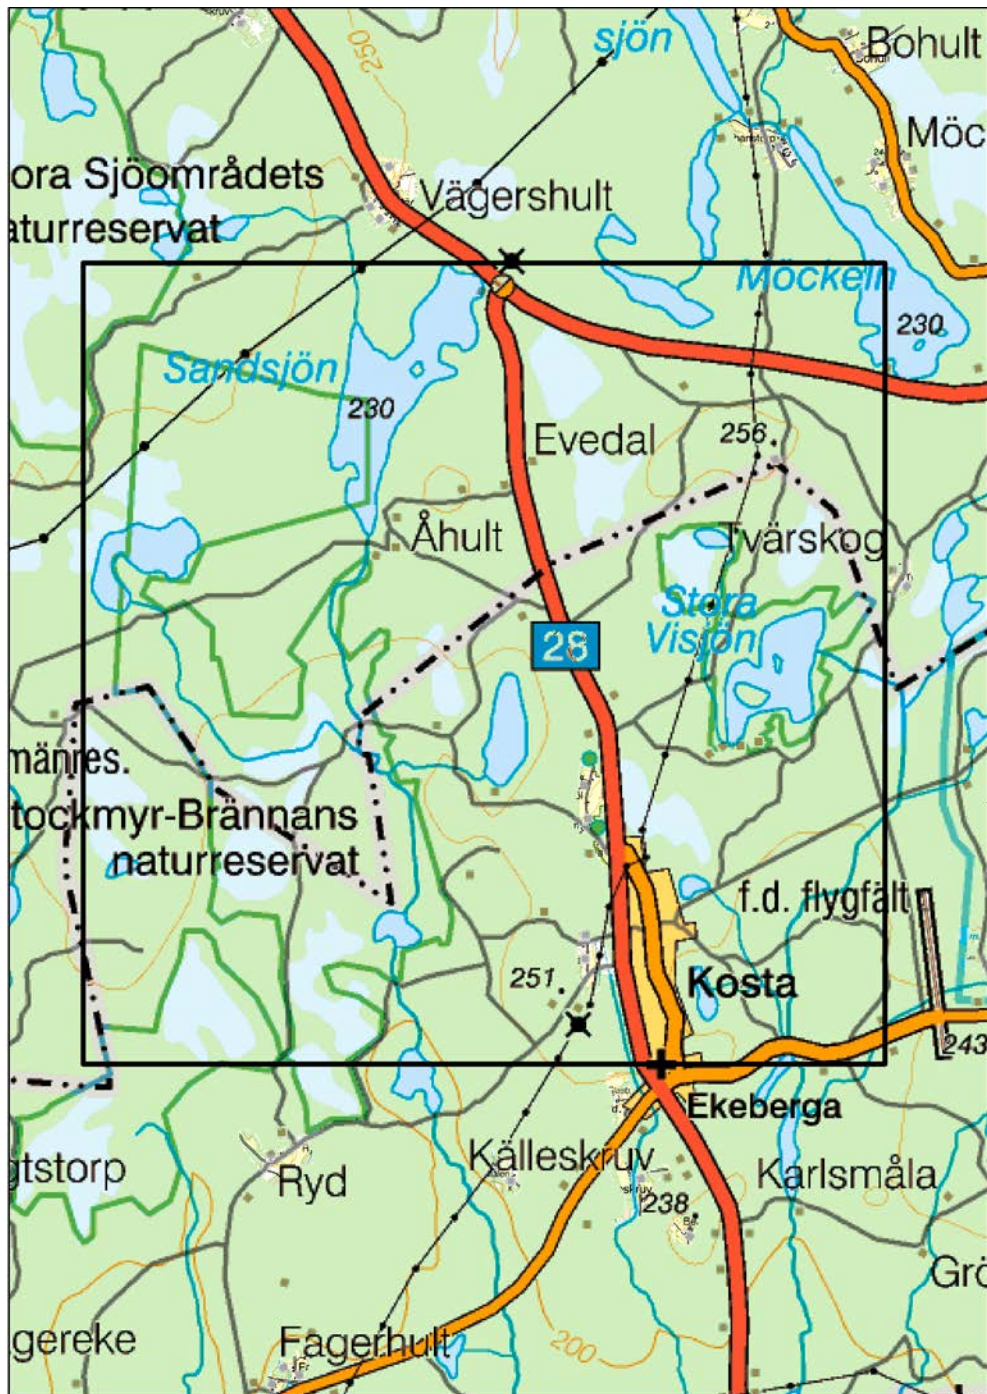 sjön
Bohult
250
Möc
ora Sjöområdets
aturreservat
Vägershult
Möckeln
230
Sandsjön
230
Evedal
256
Åhult
Tvärskog
Stora
Visjön
28
männres.
tockmyr-Brännans
naturreservat
f.d. flygfält
251
Kosta
243
Ekeberga
gtstorp
Ryd
Källeskruv
Karlsmåla
238
Grö
gereke
Fagerhult
200